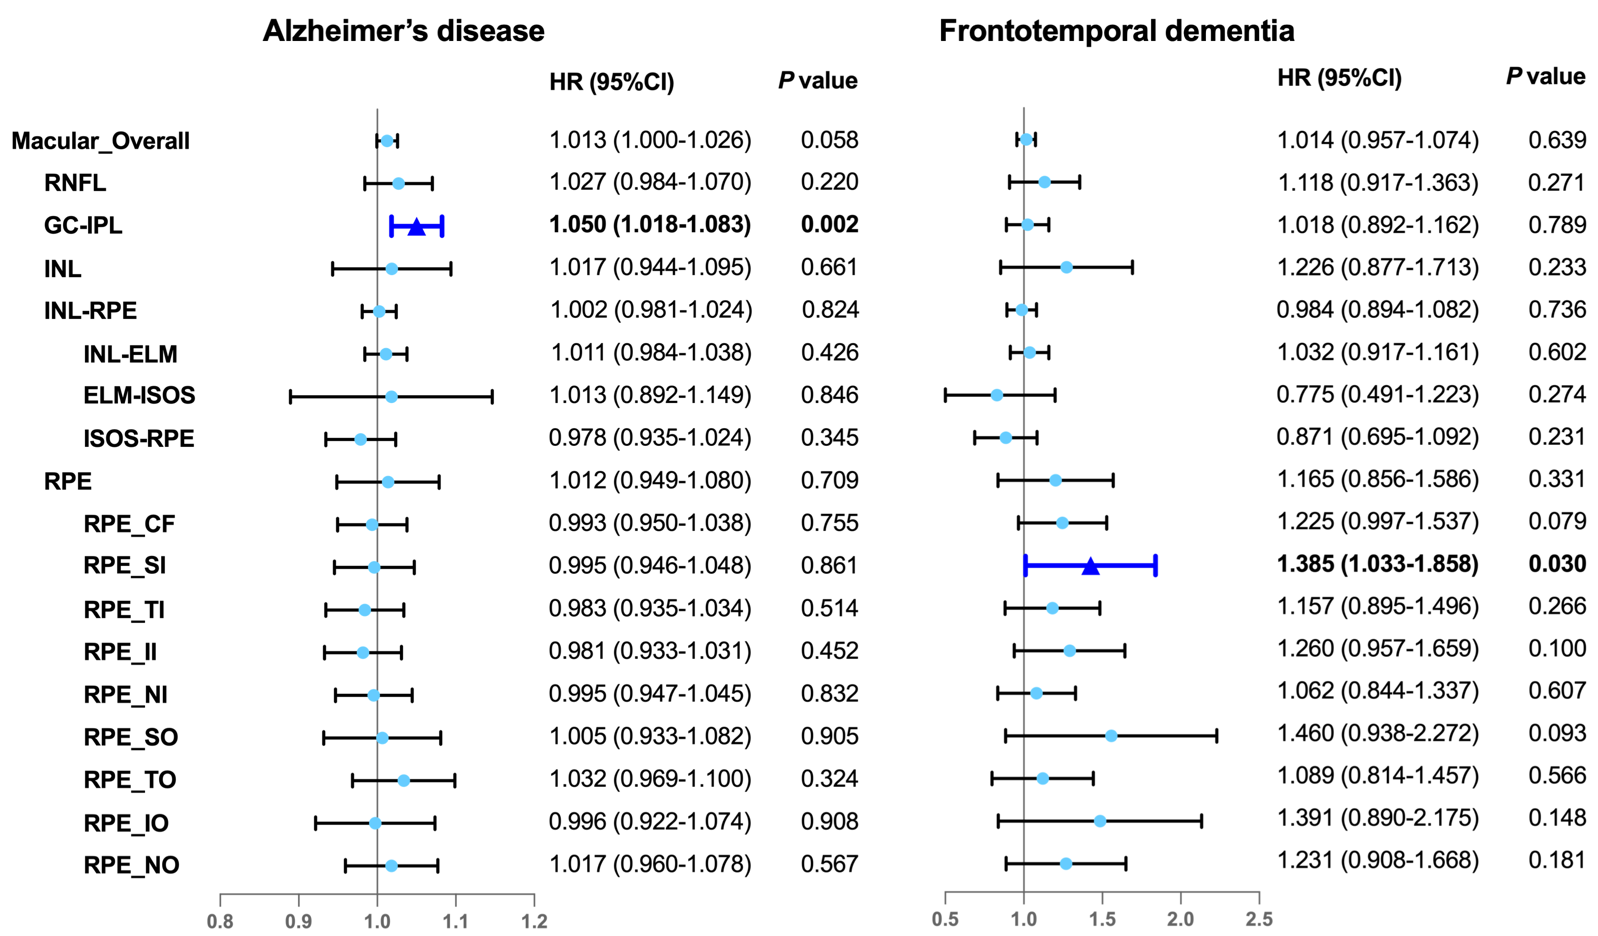 Alzheimer’s disease Frontotemporal dementia
HR (95%CI) P value HR (95%CI) P value
Macular_Overall 1.013 (1.000-1.026) 0.058 1.014 (0.957-1.074) 0.639
RNFL 1.027 (0.984-1.070) 0.220 1.118 (0.917-1.363) 0.271
GC-IPL 1.050 (1.018-1.083) 0.002 1.018 (0.892-1.162) 0.789
INL 1.017 (0.944-1.095) 0.661 1.226 (0.877-1.713) 0.233
INL-RPE 1.002 (0.981-1.024) 0.824 0.984 (0.894-1.082) 0.736
INL-ELM 1.011 (0.984-1.038) 0.426 1.032 (0.917-1.161) 0.602
ELM-ISOS 1.013 (0.892-1.149) 0.846 0.775 (0.491-1.223) 0.274
ISOS-RPE 0.978 (0.935-1.024) 0.345 0.871 (0.695-1.092) 0.231
RPE 1.012 (0.949-1.080) 0.709 1.165 (0.856-1.586) 0.331
RPE_CF 0.993 (0.950-1.038) 0.755 1.225 (0.997-1.537) 0.079
RPE_SI 0.995 (0.946-1.048) 0.861 1.385 (1.033-1.858) 0.030
RPE_TI 0.983 (0.935-1.034) 0.514 1.157 (0.895-1.496) 0.266
RPE_II 0.981 (0.933-1.031) 0.452 1.260 (0.957-1.659) 0.100
RPE_NI 0.995 (0.947-1.045) 0.832 1.062 (0.844-1.337) 0.607
RPE_SO 1.005 (0.933-1.082) 0.905 1.460 (0.938-2.272) 0.093
RPE_TO 1.032 (0.969-1.100) 0.324 1.089 (0.814-1.457) 0.566
RPE_IO 0.996 (0.922-1.074) 0.908 1.391 (0.890-2.175) 0.148
RPE_NO 1.017 (0.960-1.078) 0.567 1.231 (0.908-1.668) 0.181
0.8 0.9 1.0 1.1 1.2 0.5 1.0 1.5 2.0 2.5